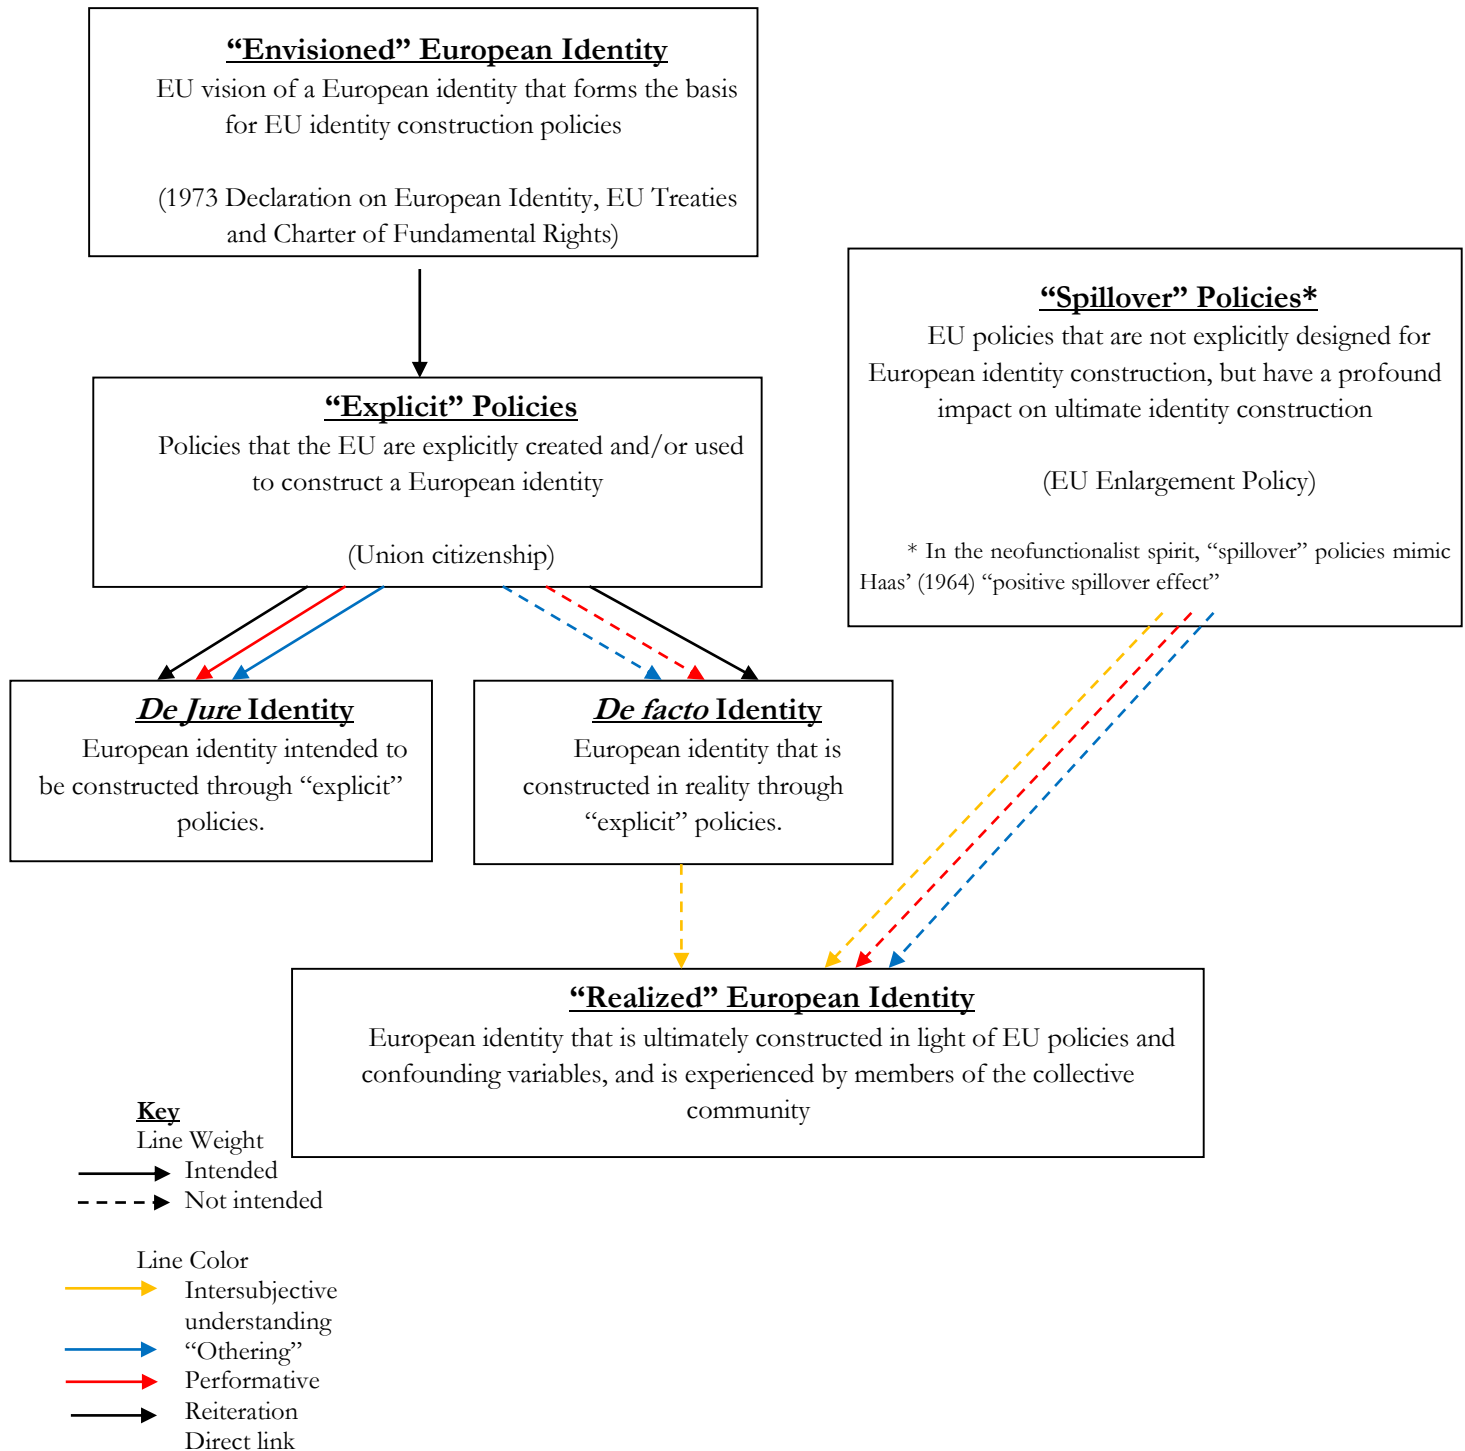 “Envisioned” European Identity
EU vision of a European identity that forms the basis
for EU identity construction policies
(1973 Declaration on European Identity, EU Treaties
and Charter of Fundamental Rights)
“Spillover” Policies*
EU policies that are not explicitly designed for
European identity construction, but have a profound
impact on ultimate identity construction
(EU Enlargement Policy)
* In the neofunctionalist spirit, “spillover” policies mimic
Haas’ (1964) “positive spillover effect”
“Explicit” Policies
Policies that the EU are explicitly created and/or used
to construct a European identity
(Union citizenship)
De Jure Identity
European identity intended to
be constructed through “explicit”
policies.
De facto Identity
European identity that is
constructed in reality through
“explicit” policies.
“Realized” European Identity
European identity that is ultimately constructed in light of EU policies and
confounding variables, and is experienced by members of the collective
community
Key
Line Weight
Intended
Not intended
Line Color
Intersubjective
understanding
“Othering”
Performative
Reiteration
Direct link